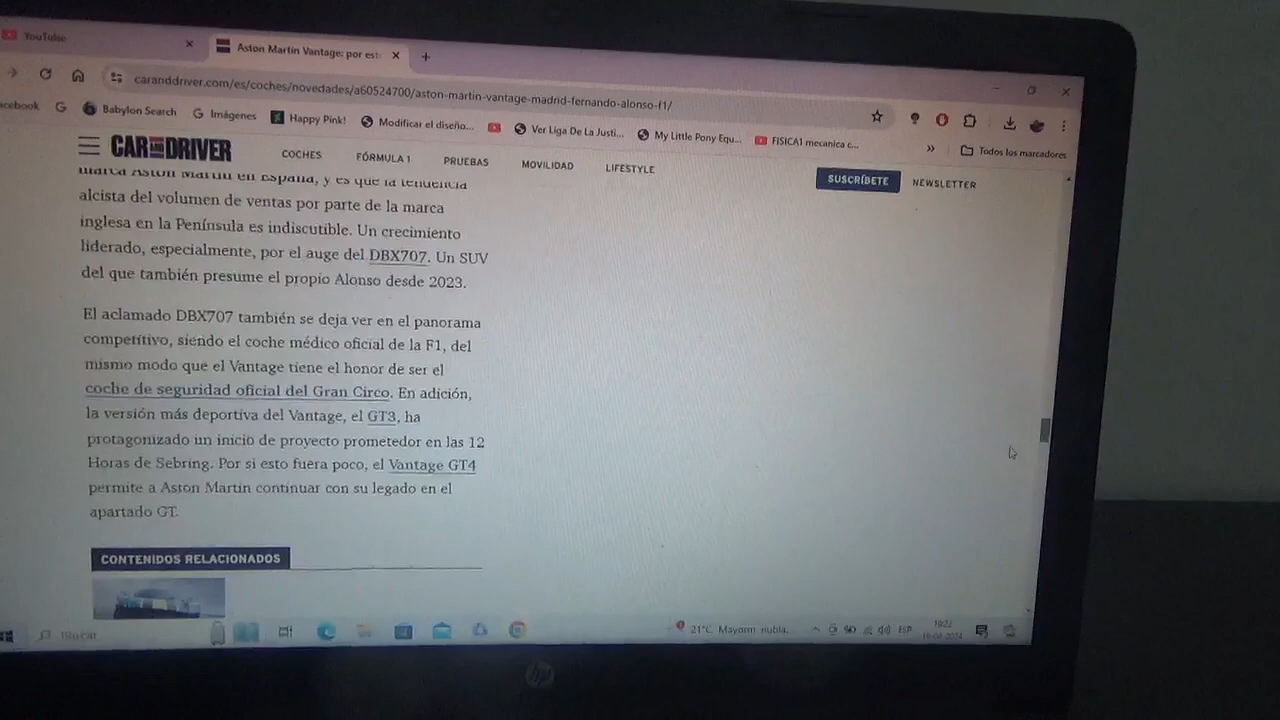 YouTube
Aston Martin Vantage: por est
caranddriver.com/es/coches/novedades/a60524700/aston-martin-vantage-madrid-fernando-alonso-f1/
acebook
Babylon Search
Imágenes
Happy Pink!
Modificar el diseño...
Ver Liga De La Justi...
My Little Pony Equ...
FISICA1 mecanica c...
»
Todos los marcadores
CAR AND DRIVER
COCHES
FÓRMULA 1
PRUEBAS
MOVILIDAD
LIFESTYLE
SUSCRÍBETE
NEWSLETTER
marca Aston Martin en España, y es que la tendencia
alcista del volumen de ventas por parte de la marca
inglesa en la Península es indiscutible. Un crecimiento
liderado, especialmente, por el auge del DBX707. Un SUV
del que también presume el propio Alonso desde 2023.
El aclamado DBX707 también se deja ver en el panorama
competitivo, siendo el coche médico oficial de la F1, del
mismo modo que el Vantage tiene el honor de ser el
coche de seguridad oficial del Gran Circo. En adición,
la versión más deportiva del Vantage, el GT3, ha
protagonizado un inicio de proyecto prometedor en las 12
Horas de Sebring. Por si esto fuera poco, el Vantage GT4
permite a Aston Martin continuar con su legado en el
apartado GT.
CONTENIDOS RELACIONADOS
Buscar
21°C Mayorm. nubla.
ESP
19:22
hp